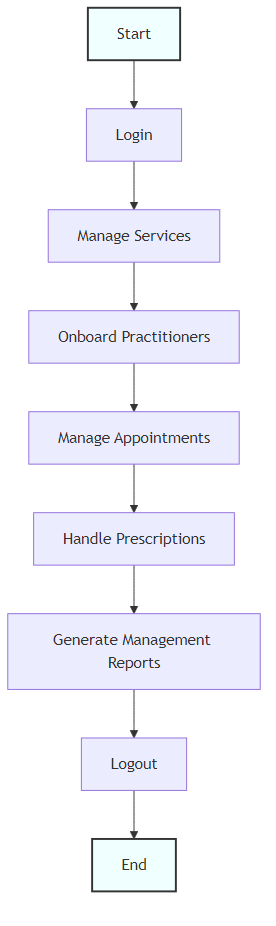 Start
Login
Manage Services
Onboard Practitioners
Manage Appointments
Handle Prescriptions
Generate Management
Reports
Logout
End